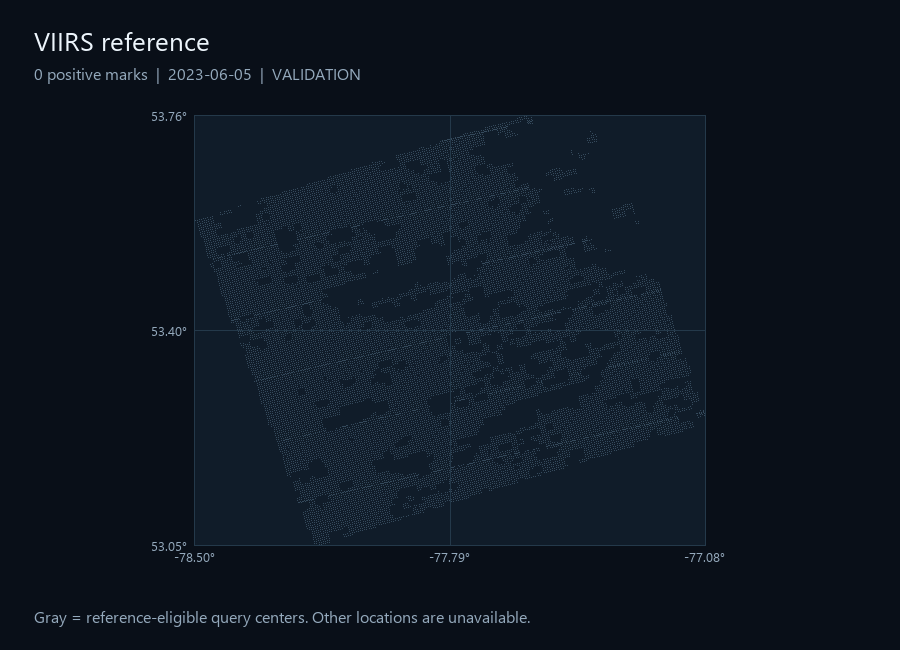 VIIRS reference
0 positive marks | 2023-06-05 | VALIDATION
53.76°
53.40°
53.05°
-78.50°
-77.79°
-77.08°
Gray = reference-eligible query centers. Other locations are unavailable.